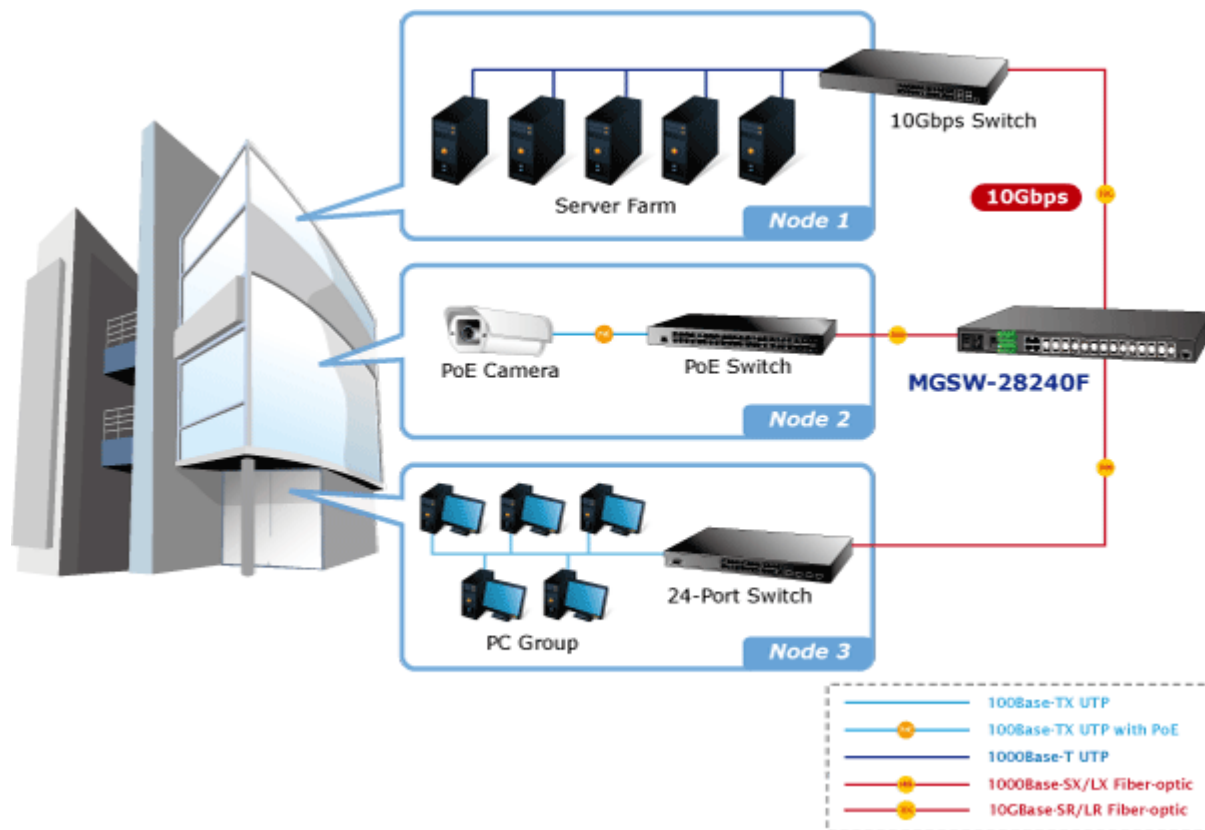 10Gbps Switch
Server Farm
Node 1
10Gbps
PoE Camera
PoE Switch
MGSW-28240F
Node 2
24-Port Switch
PC Group
Node 3
100Base-TX UTP
100Base-TX UTP with PoE
1000Base-T UTP
1000Base-SX/LX Fiber-optic
10GBase-SR/LR Fiber-optic